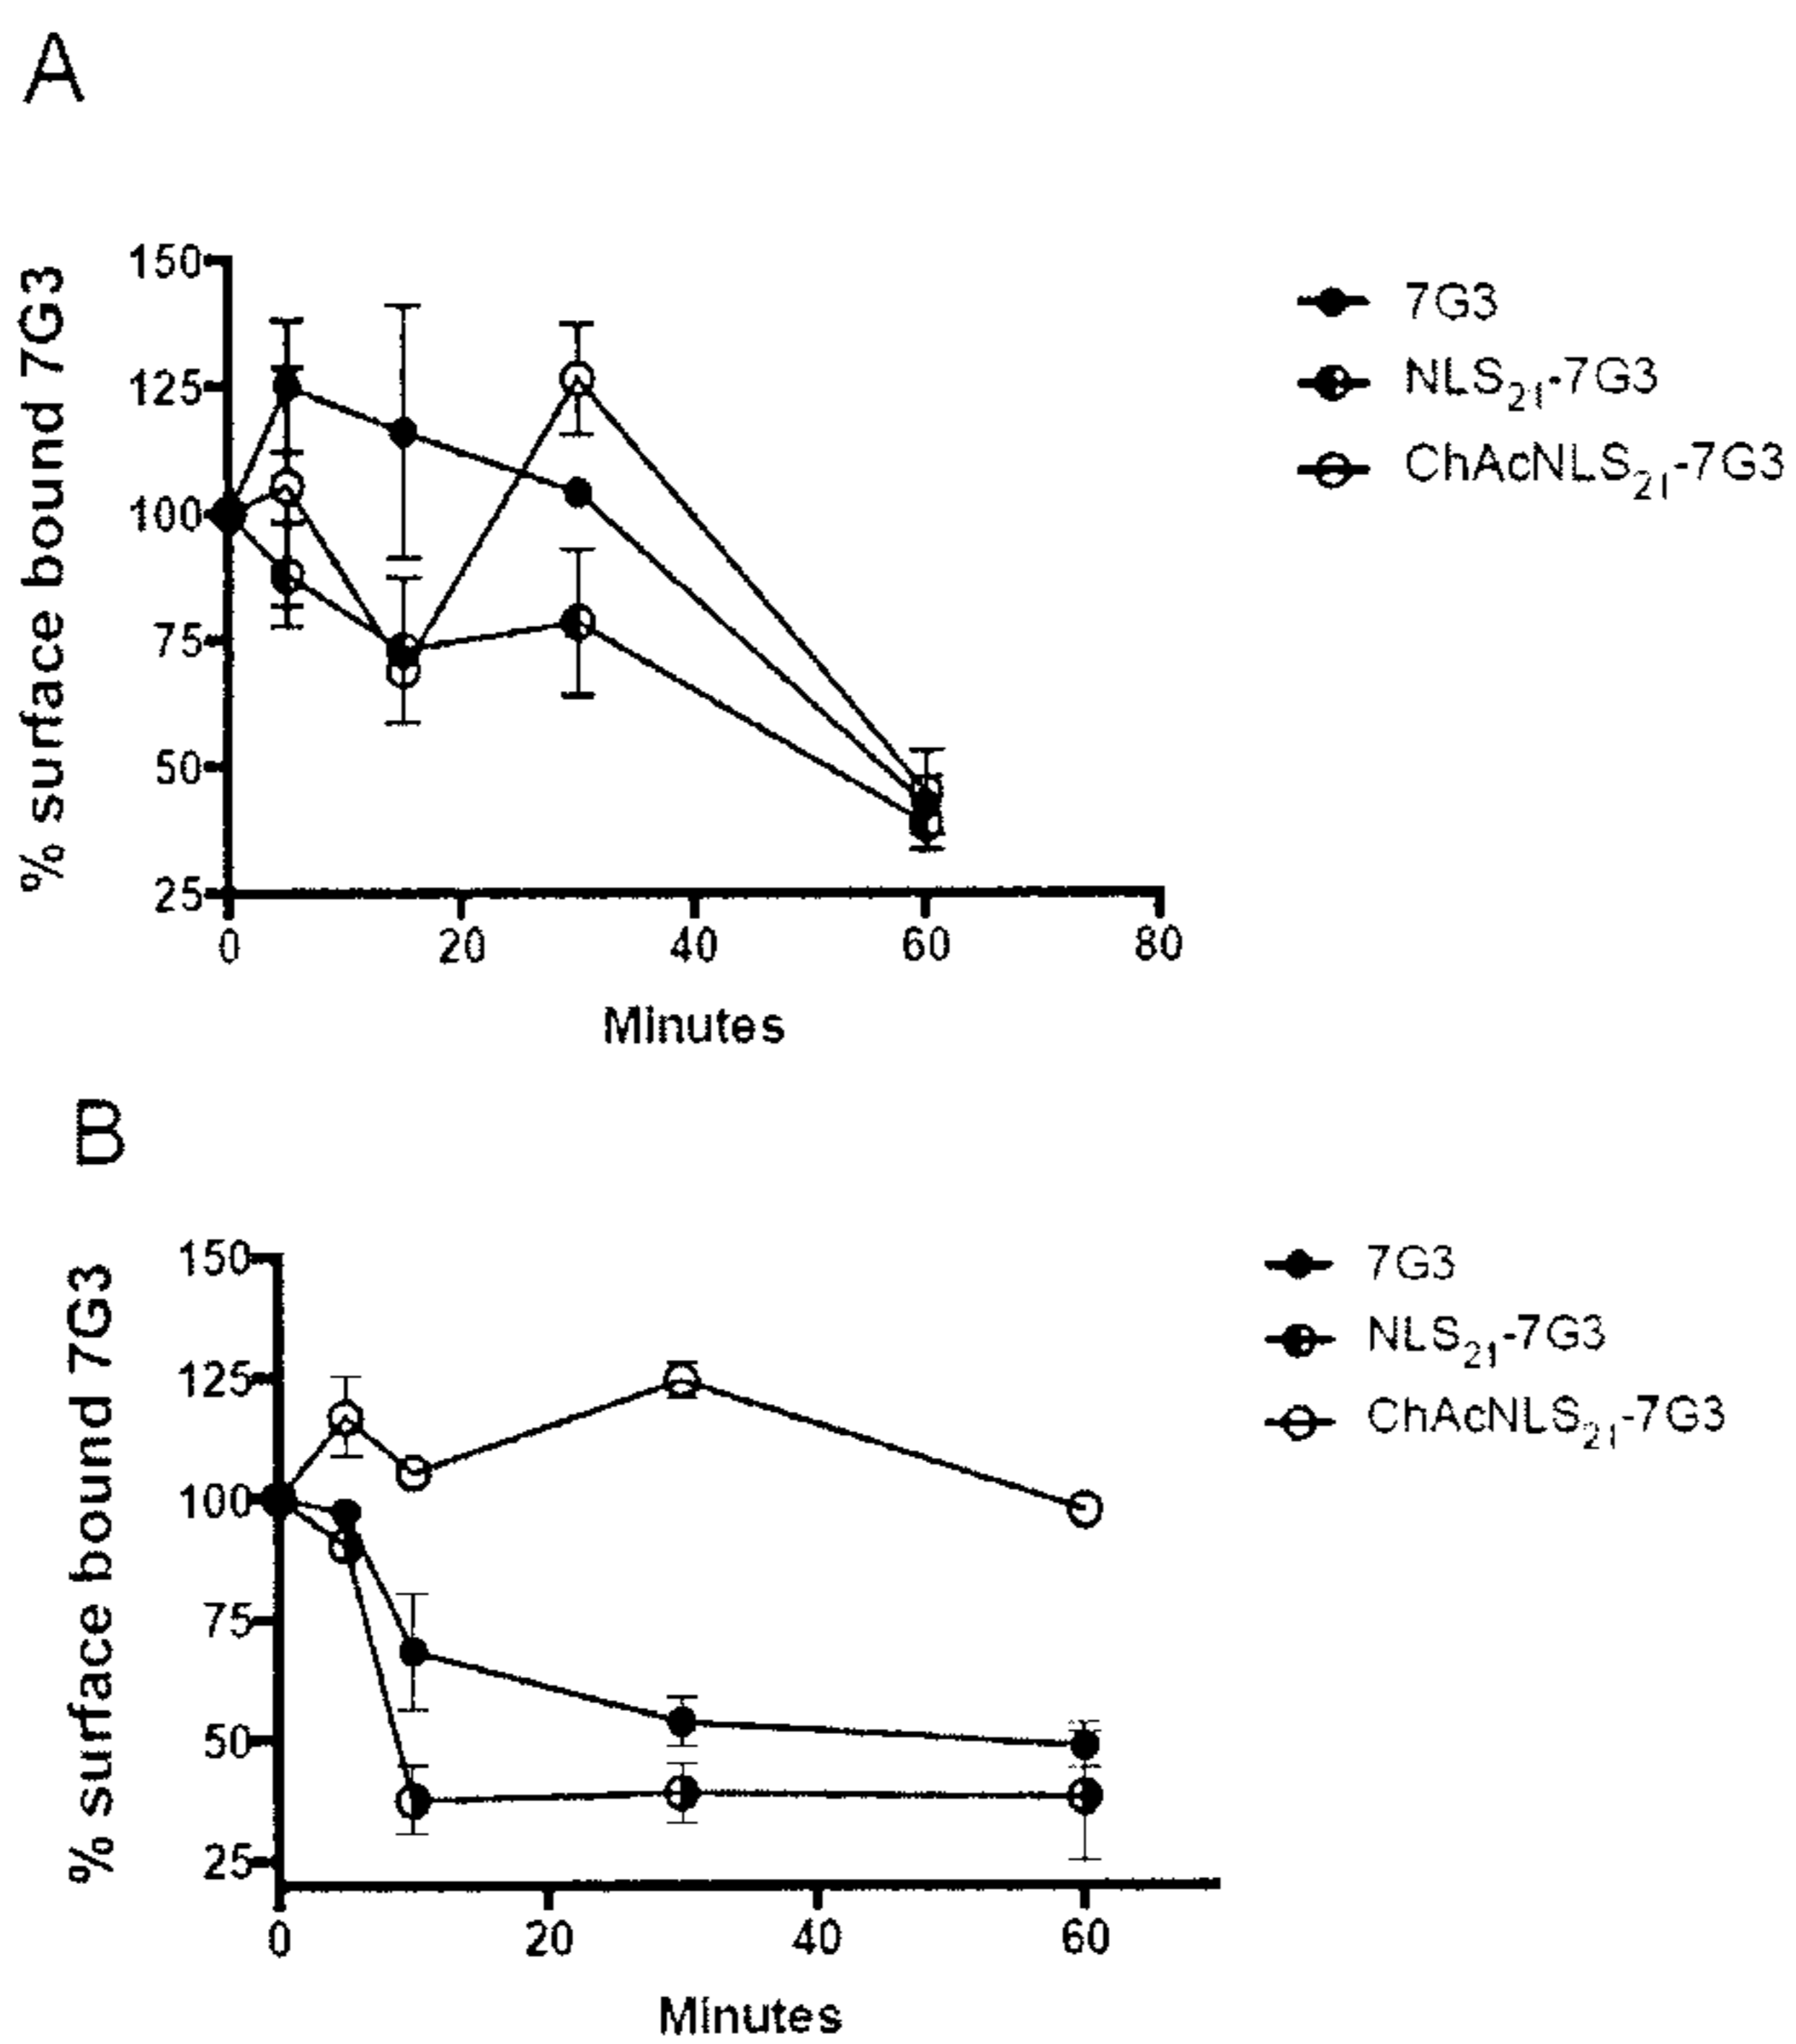 A
% surface bound 7G3
150
125
100
75
50
25
0 20 40 60 80
Minutes
7G3
NLS21-7G3
ChAcNLS21-7G3
B
% surface bound 7G3
150
125
100
75
50
25
0 20 40 60
Minutes
7G3
NLS21-7G3
ChAcNLS21-7G3